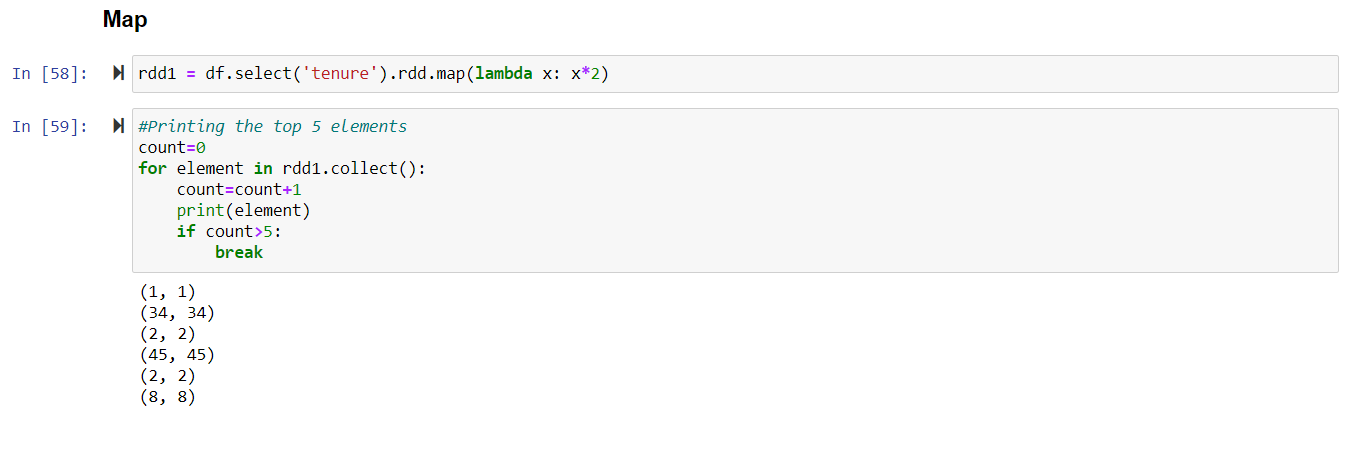 Map
In [58]: rdd1 = df.select('tenure').rdd.map(lambda x: x*2)
In [59]: #Printing the top 5 elements
count=0
for element in rdd1.collect():
    count=count+1
    print(element)
    if count>5:
        break
(1, 1)
(34, 34)
(2, 2)
(45, 45)
(2, 2)
(8, 8)